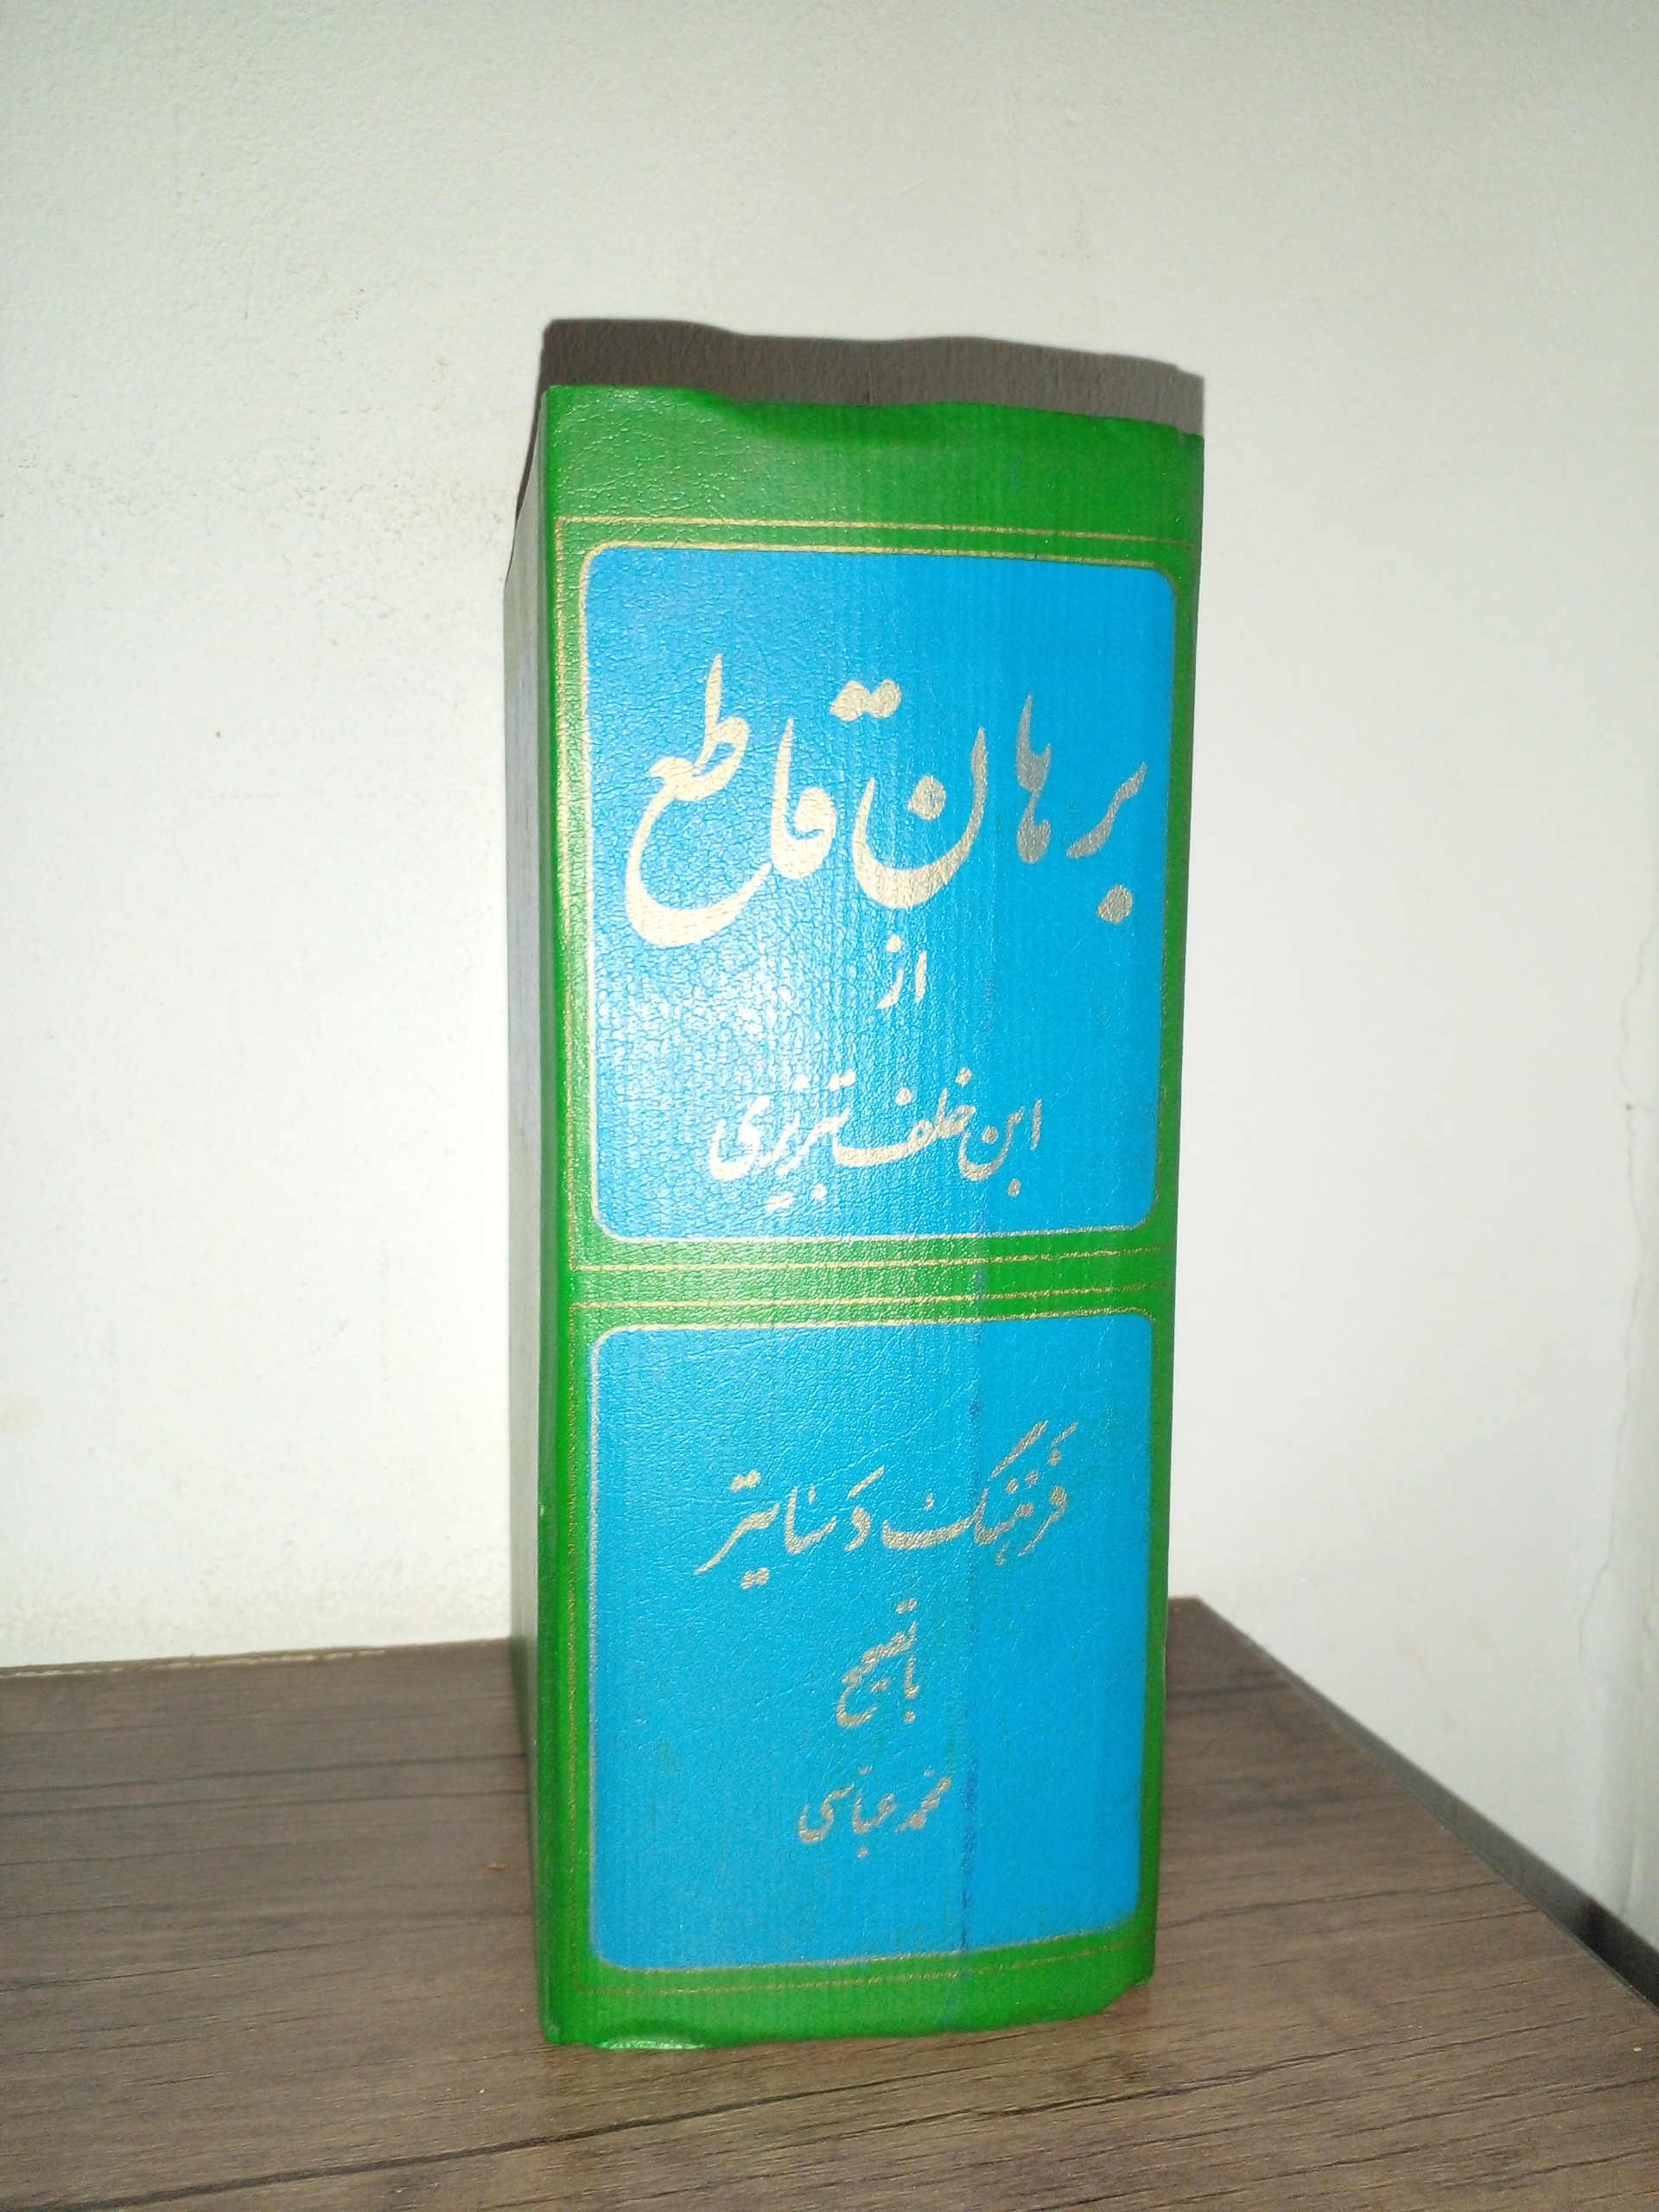 برهان قاطع
از
ابن خلف تبریزی
فرهنگ دساتیر
با تصحیح
محمد عباسی